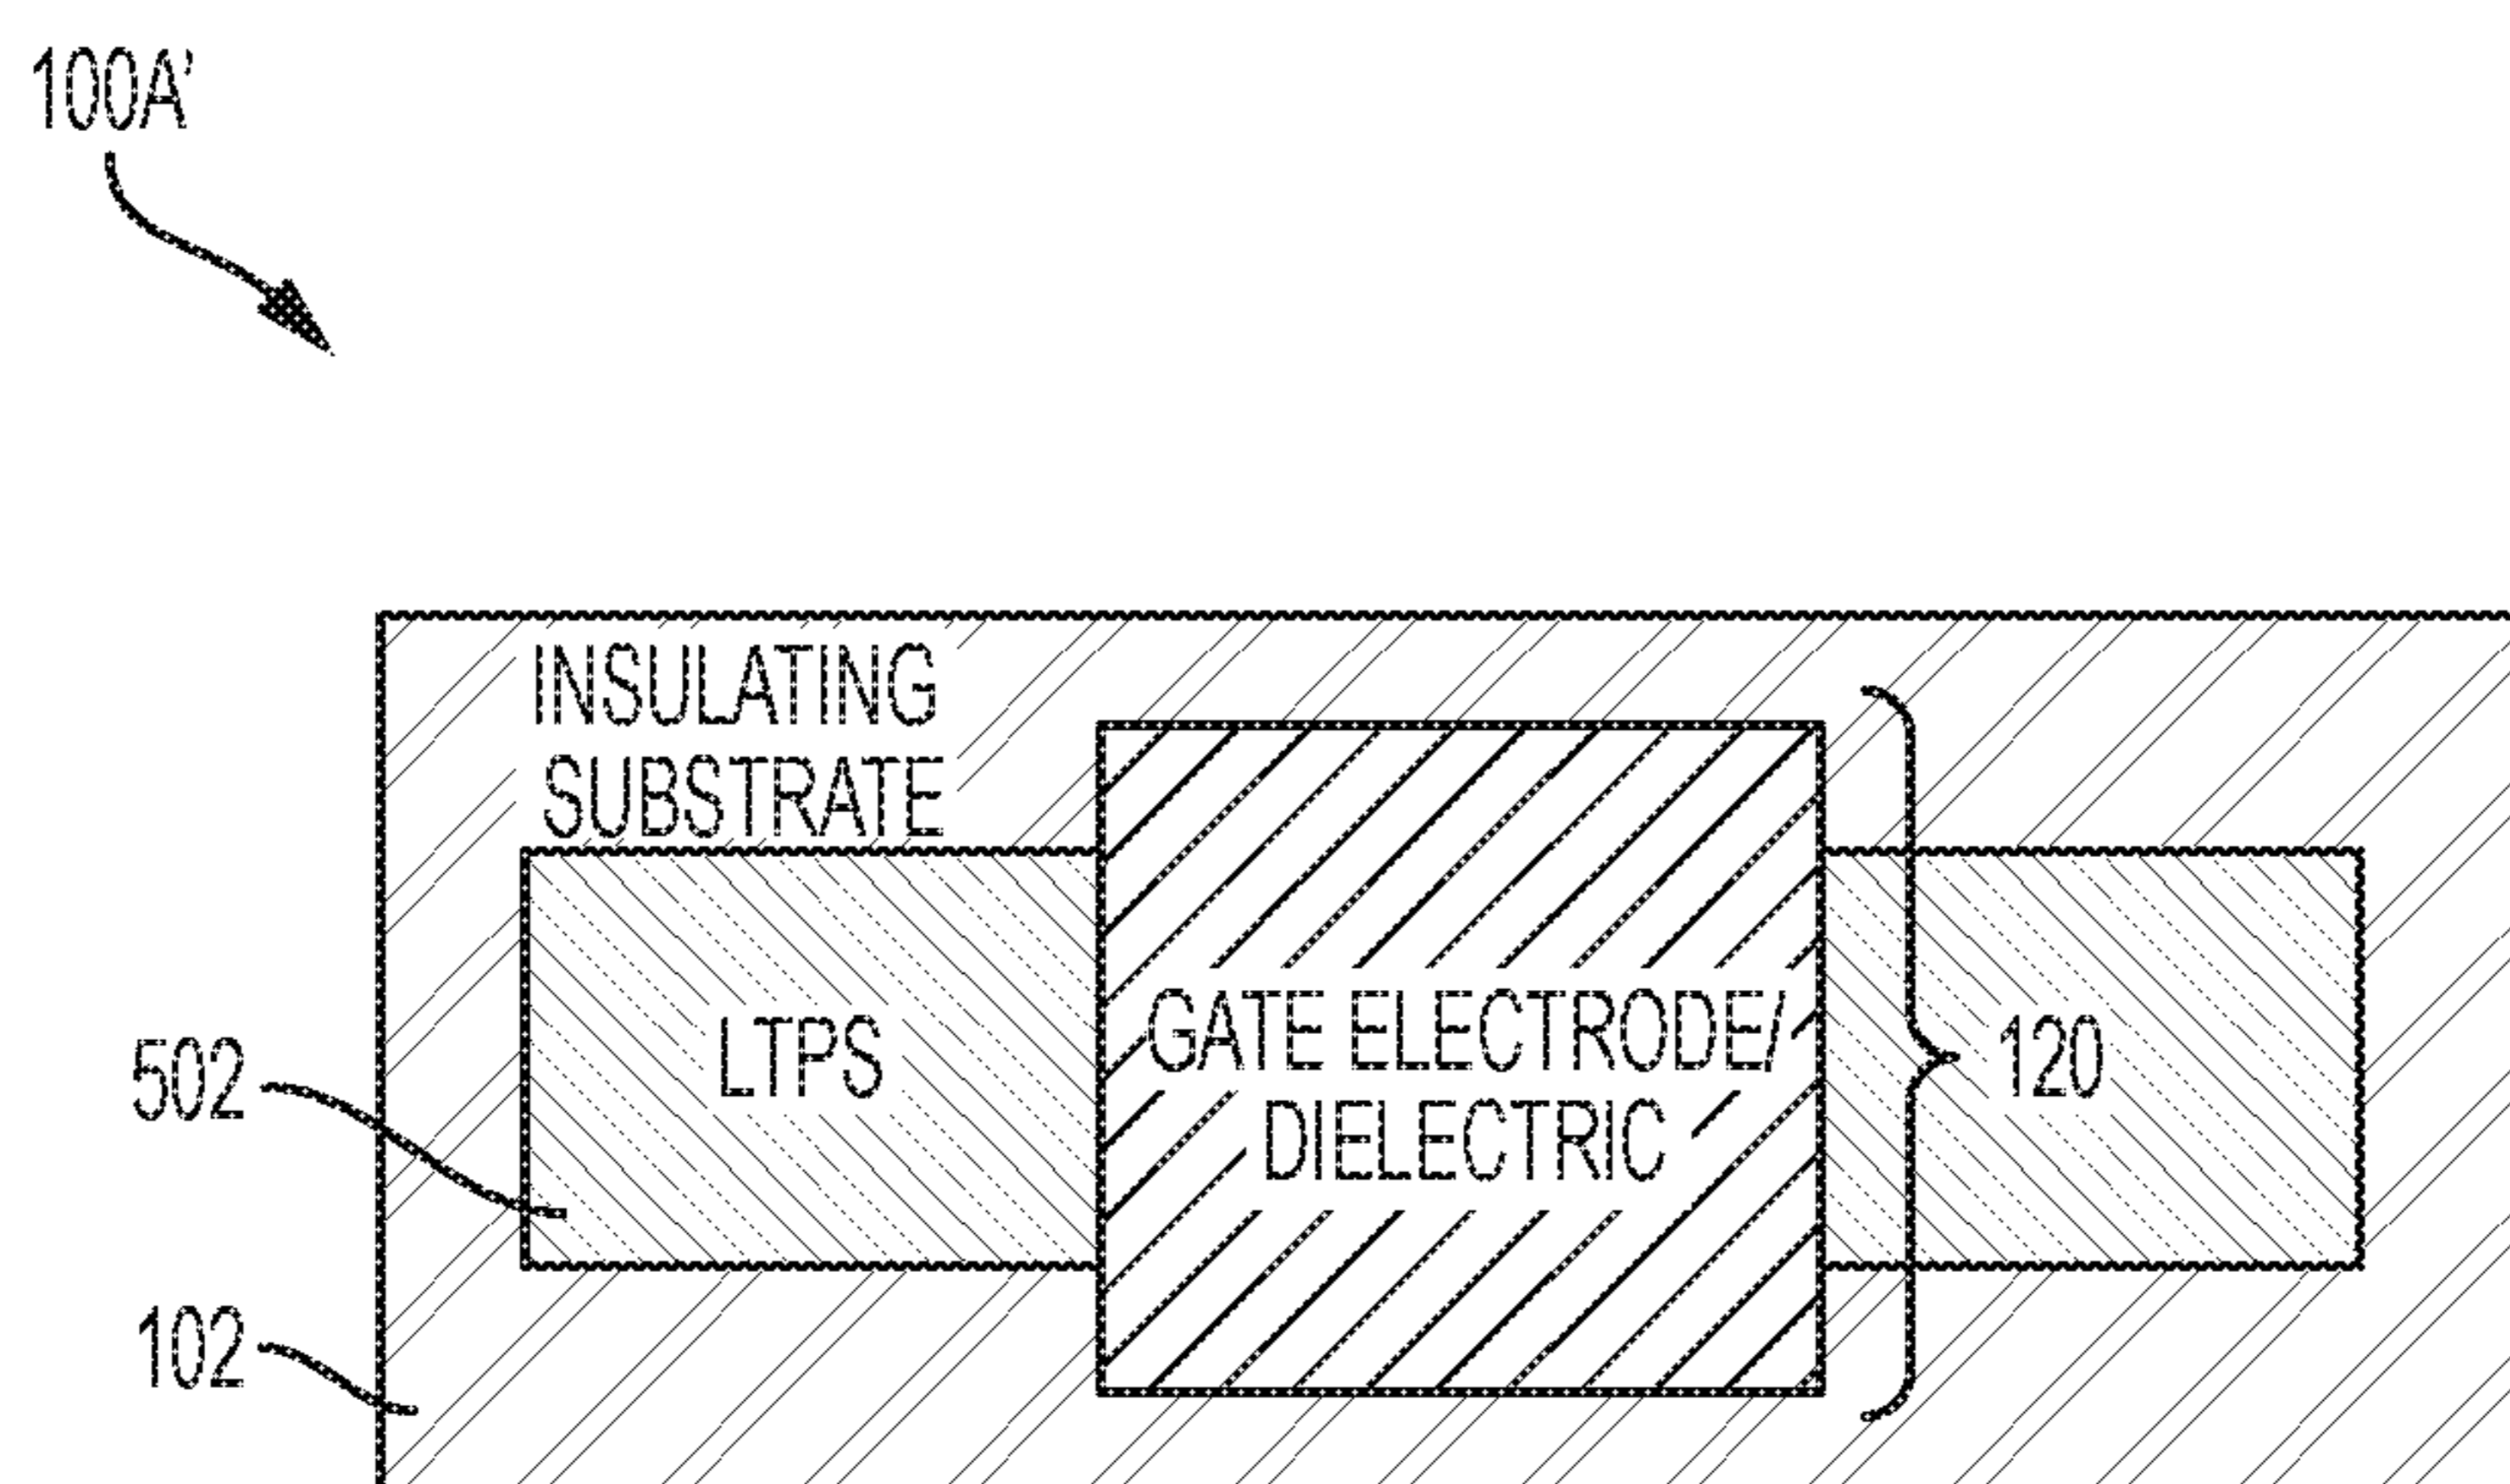 100A'
INSULATING
SUBSTRATE
LTPS
GATE ELECTRODE/
DIELECTRIC
120
502
102